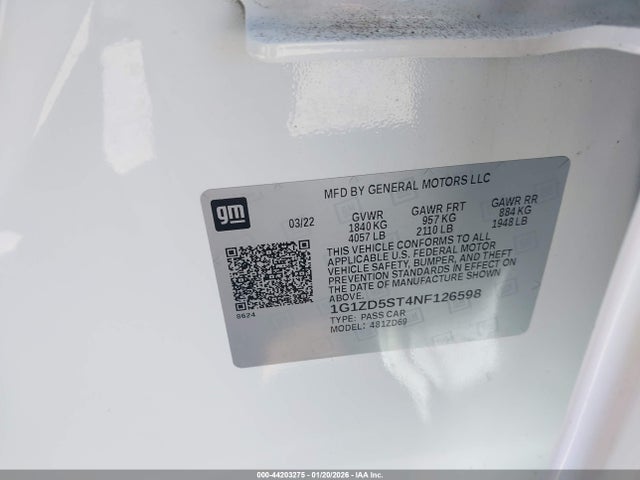 MFD BY GENERAL MOTORS LLC
gm
03/22
GVWR
1840 KG
4057 LB
GAWR FRT
957 KG
2110 LB
GAWR RR
884 KG
1948 LB
THIS VEHICLE CONFORMS TO ALL
APPLICABLE U.S. FEDERAL MOTOR
VEHICLE SAFETY, BUMPER, AND THEFT
PREVENTION STANDARDS IN EFFECT ON
THE DATE OF MANUFACTURE SHOWN
ABOVE.
1G1ZD5ST4NF126598
TYPE: PASS CAR
MODEL: 481ZD69
8624
000-44203275 - 01/20/2026 - IAA Inc.